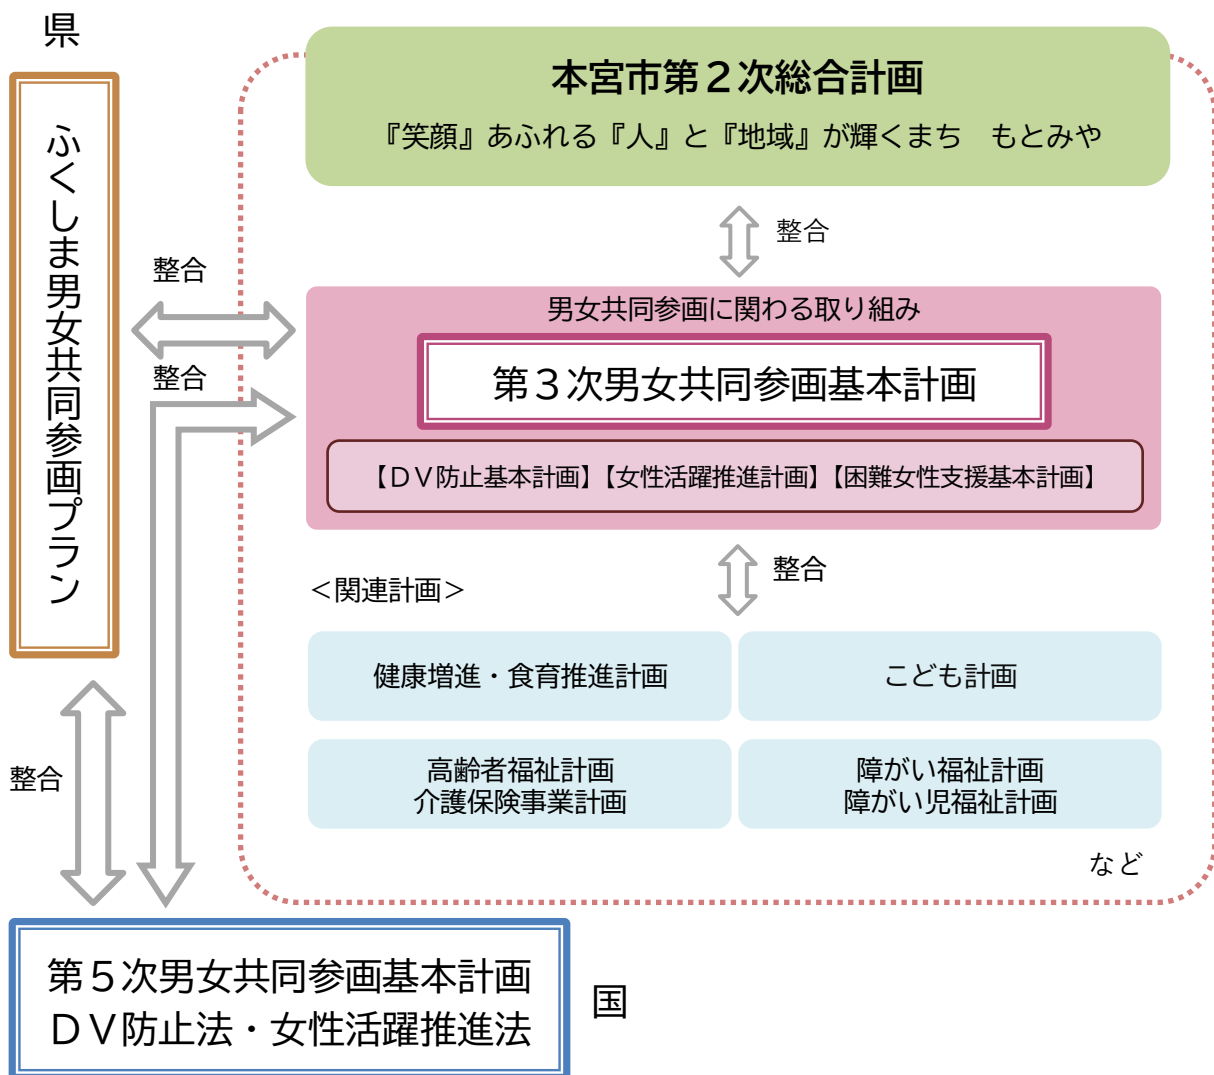 県
ふくしま男女共同参画プラン
本宮市第２次総合計画
『笑顔』あふれる『人』と『地域』が輝くまち　もとみや
整合
整合
男女共同参画に関わる取り組み
第３次男女共同参画基本計画
整合
【ＤＶ防止基本計画】【女性活躍推進計画】【困難女性支援基本計画】
整合
＜関連計画＞
健康増進・食育推進計画
こども計画
高齢者福祉計画
介護保険事業計画
障がい福祉計画
障がい児福祉計画
整合
など
第５次男女共同参画基本計画
ＤＶ防止法・女性活躍推進法
国